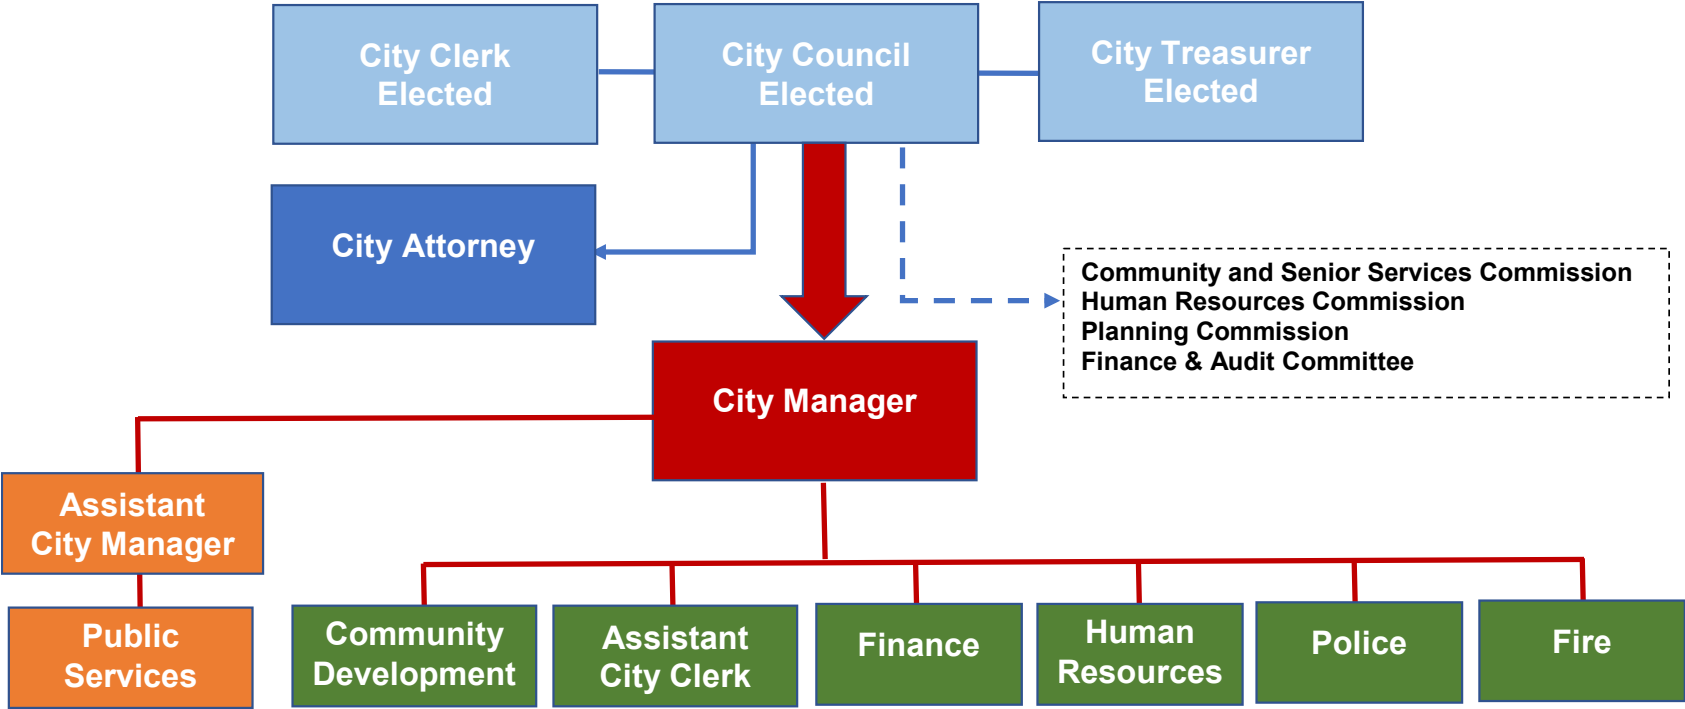 City Clerk
Elected
City Council
Elected
City Treasurer
Elected
City Attorney
Community and Senior Services Commission
Human Resources Commission
Planning Commission
Finance & Audit Committee
City Manager
Assistant
City Manager
Public
Services
Community
Development
Assistant
City Clerk
Finance
Human
Resources
Police
Fire